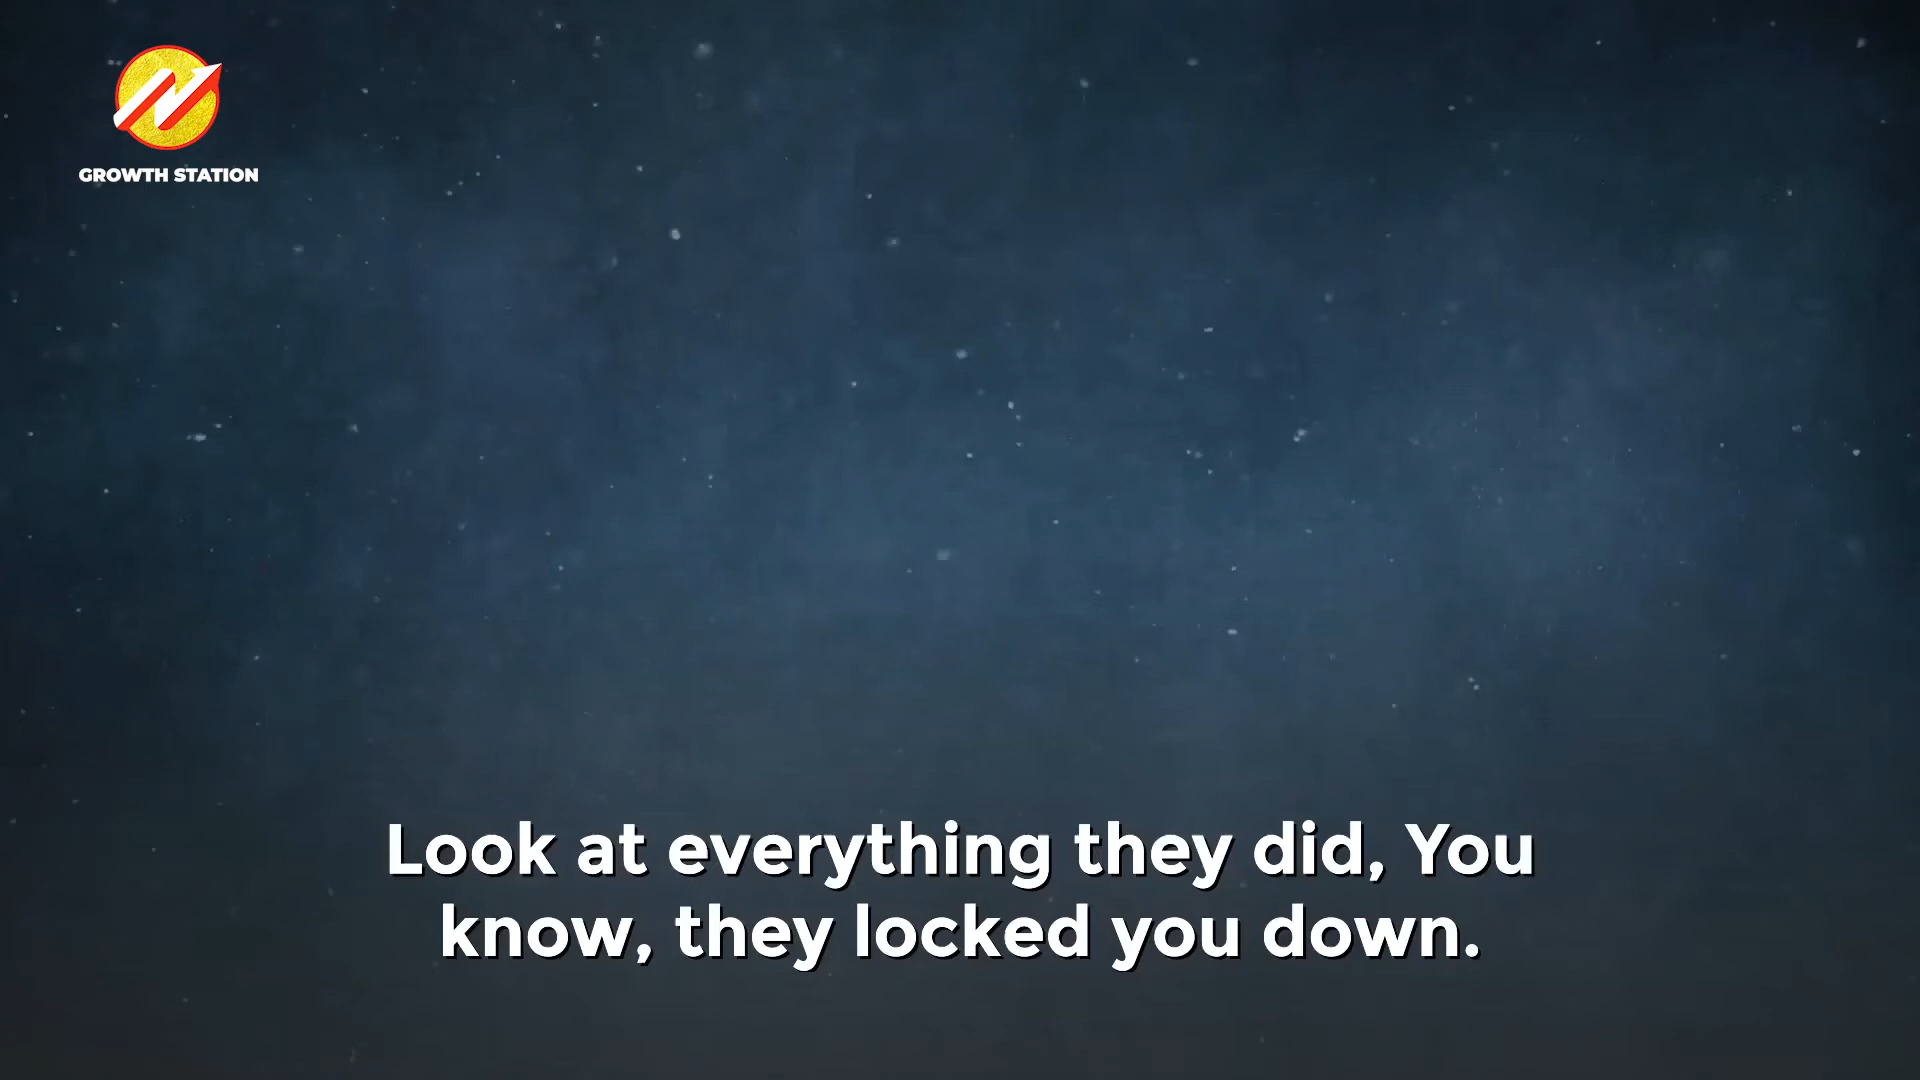 GROWTH STATION
Look at everything they did, You
know, they locked you down.